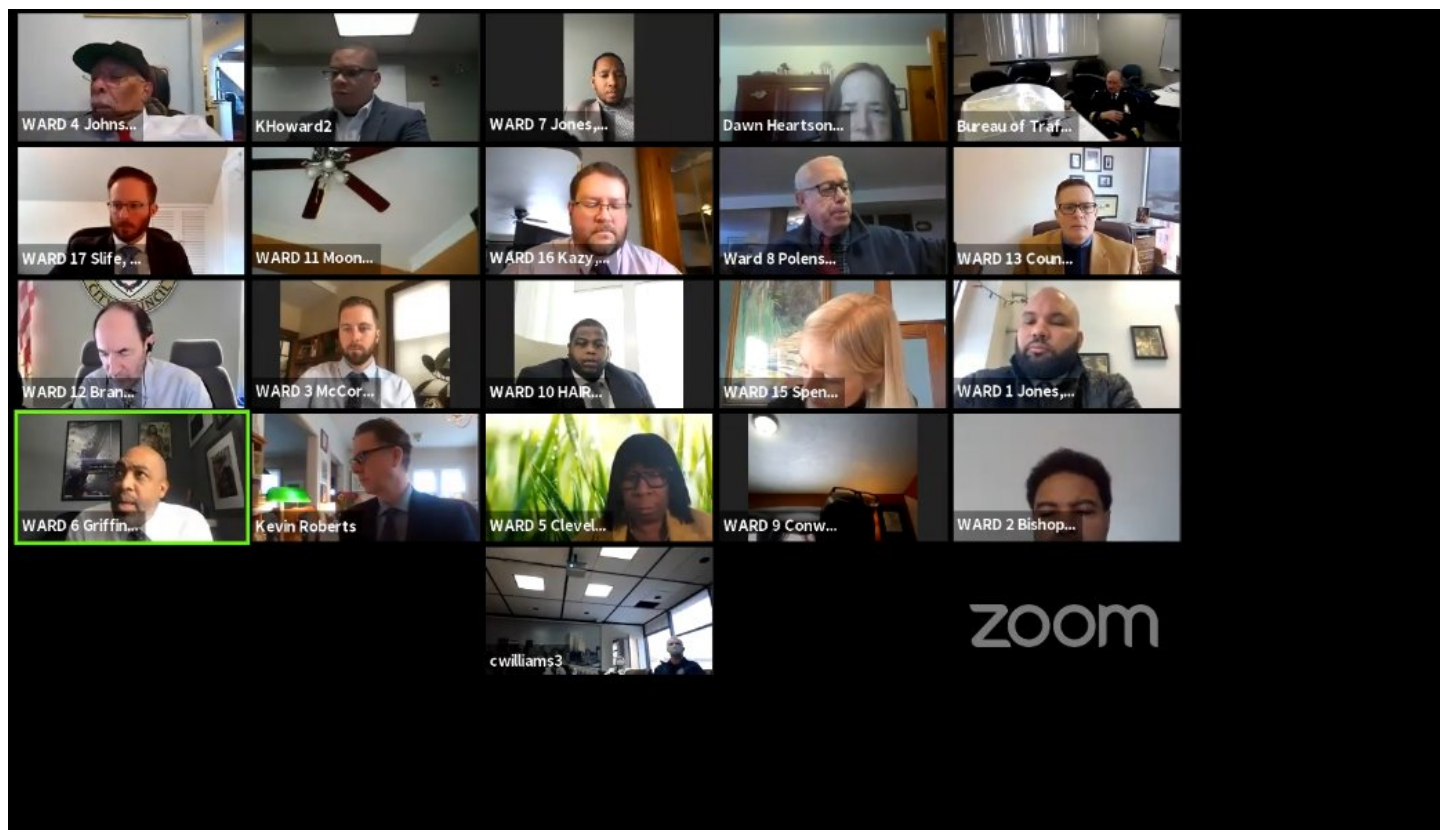 WARD 4 Johns...
KHoward2
WARD 7 Jones,...
Dawn Heartson...
Bureau of Traf...
WARD 17 Slife, ...
WARD 11 Moon...
WARD 16 Kazy,...
Ward 8 Polens...
WARD 13 Coun...
CITY COUNCIL
WARD 12 Bran...
WARD 3 McCor...
WARD 10 HAIR...
WARD 15 Spen...
WARD 1 Jones,...
WARD 6 Griffin...
Kevin Roberts
WARD 5 Clevel...
WARD 9 Conw...
WARD 2 Bishop...
cwilliams3
zoom